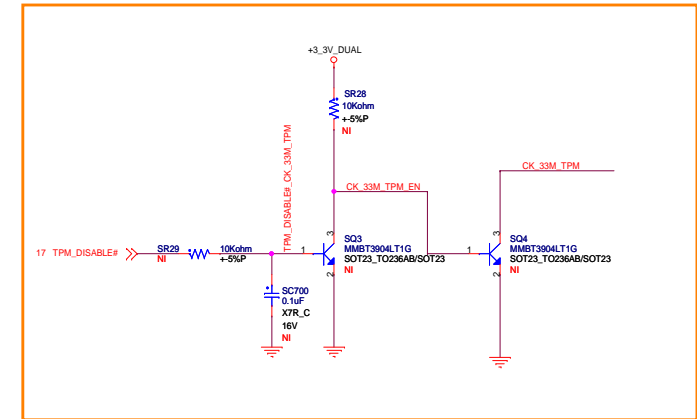 +3_3V_DUAL
SR28
10Kohm
+-5%P
NI
TPM_DISABLE#_CK_33M_TPM
CK_33M_TPM_EN
CK_33M_TPM
17 TPM_DISABLE#
SR29
NI
10Kohm
+-5%P
1
3
2
SQ3
MMBT3904LT1G
SOT23_TO236AB/SOT23
NI
1
3
2
SQ4
MMBT3904LT1G
SOT23_TO236AB/SOT23
NI
SC700
0.1uF
X7R_C
16V
NI